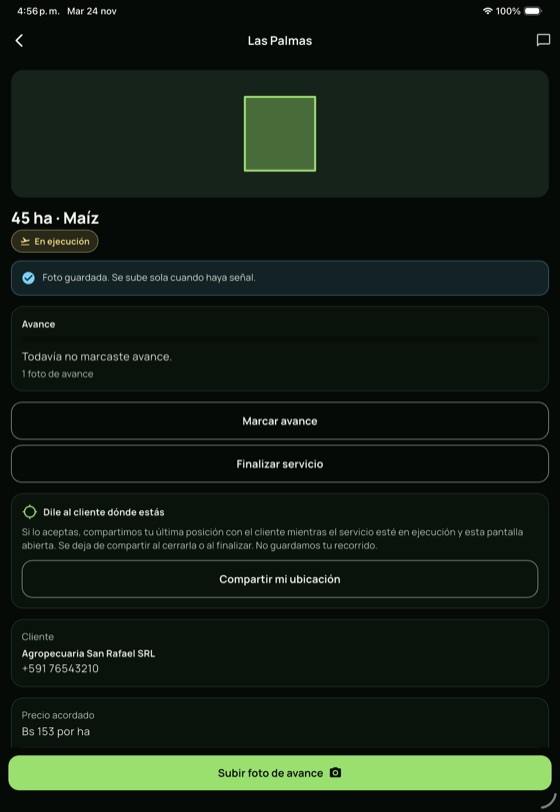 4:56 p. m. Mar 24 nov
100%
Las Palmas
45 ha · Maíz
En ejecución
Foto guardada. Se sube sola cuando haya señal.
Avance
Todavía no marcaste avance.
1 foto de avance
Marcar avance
Finalizar servicio
Dile al cliente dónde estás
Si lo aceptas, compartimos tu última posición con el cliente mientras el servicio esté en ejecución y esta pantalla
abierta. Se deja de compartir al cerrarla o al finalizar. No guardamos tu recorrido.
Compartir mi ubicación
Cliente
Agropecuaria San Rafael SRL
+591 76543210
Precio acordado
Bs 153 por ha
Subir foto de avance